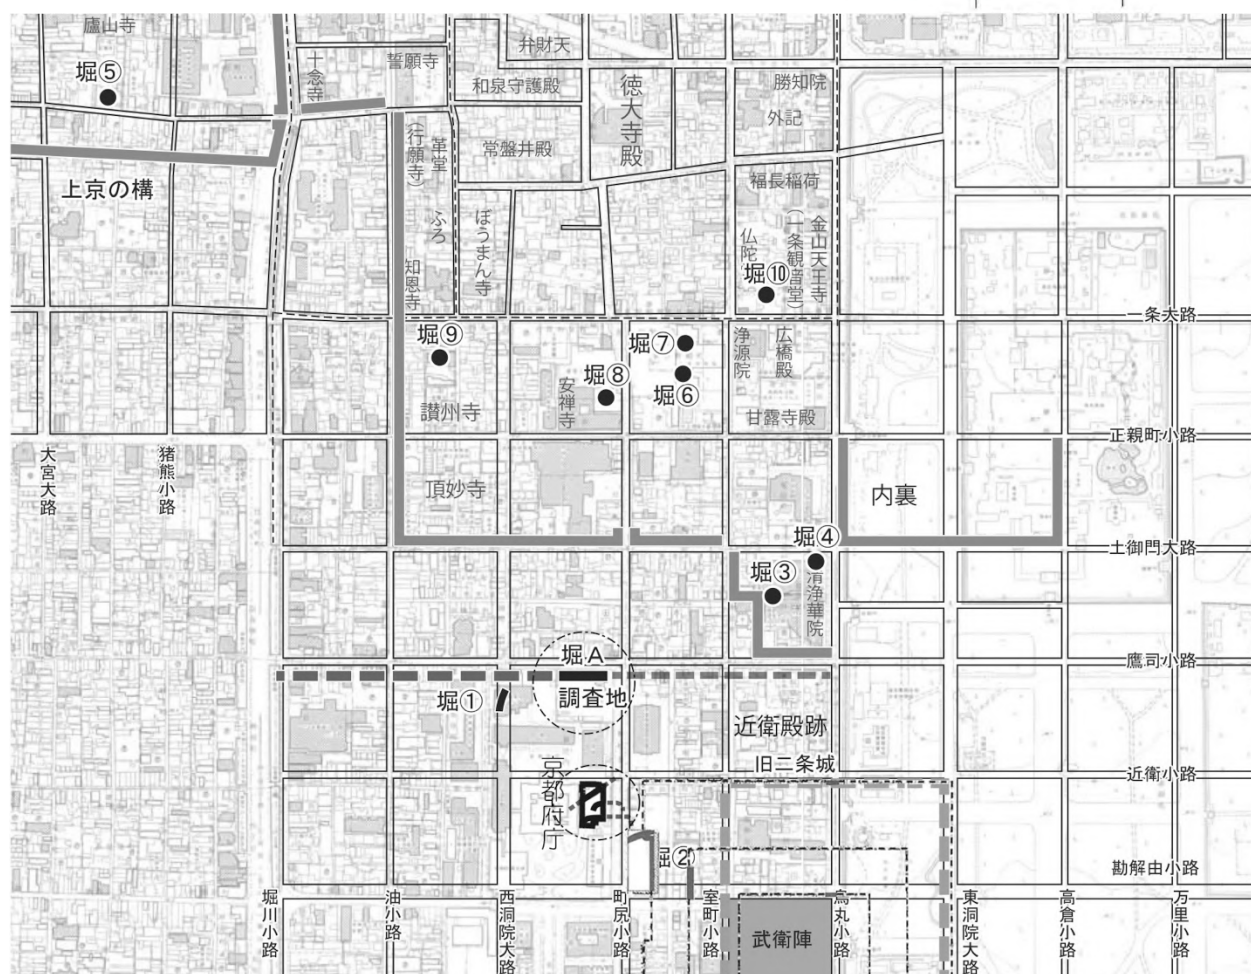 廬山寺
弁財天
堀⑤
十念寺
誓願寺
和泉守護殿
徳大寺殿
勝知院
外記
革堂
(行願寺)
常盤井殿
上京の構
福長稲荷
ふろ
ぼうまん寺
仏陀
金山天王寺
(一条観音堂)
知恩寺
堀⑩
一条大路
堀⑨
堀⑦
浄源院
広橋殿
堀⑧
堀⑥
安禅寺
讃州寺
甘露寺殿
正親町小路
大宮大路
猪熊小路
頂妙寺
内裏
堀④
土御門大路
堀③
清浄華院
堀A
鷹司小路
堀①
調査地
近衛殿跡
旧二条城
京都府庁
近衛小路
堀②
勘解由小路
堀川小路
油小路
西洞院大路
町尻小路
室町小路
烏丸小路
東洞院大路
高倉小路
万里小路
武衛陣